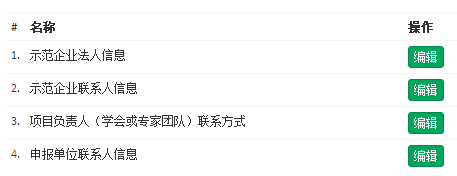 # 名称 操作
1. 示范企业法人信息 编辑
2. 示范企业联系人信息 编辑
3. 项目负责人（学会或专家团队）联系方式 编辑
4. 申报单位联系人信息 编辑